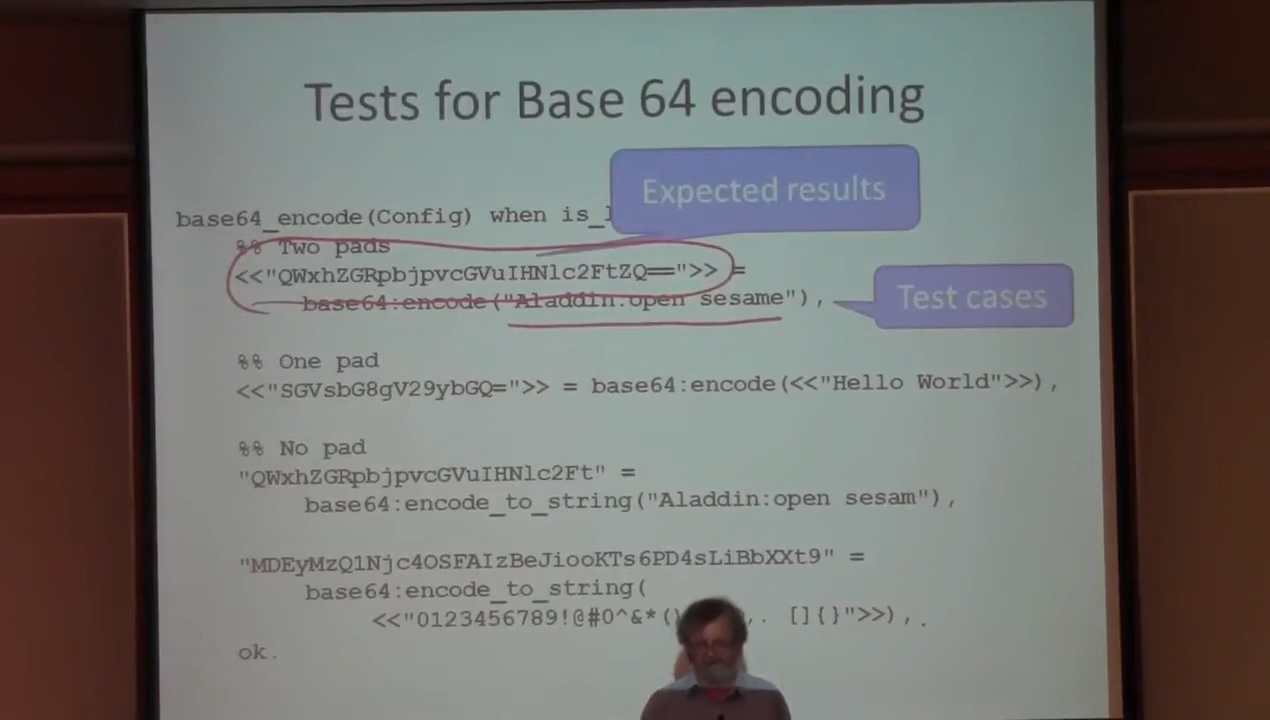 Tests for Base 64 encoding
Expected results
base64_encode(Config) when is_
%% Two pads
<<"QWxhZGRpbjpvcGVuIHNlc2FtZQ==">> =
base64:encode("Aladdin:open sesame"),
Test cases
%% One pad
<<"SGVsbG8gV29ybGQ=">> = base64:encode(<<"Hello World">>),
%% No pad
"QWxhZGRpbjpvcGVuIHNlc2Ft" =
base64:encode_to_string("Aladdin:open sesam"),
"MDEyMzQ1Njc4OSFAIzBeJiooKTs6PD4sLiBbXXt9" =
base64:encode_to_string(
<<"0123456789!@#0^&*( ,. []{}">>),.
ok.